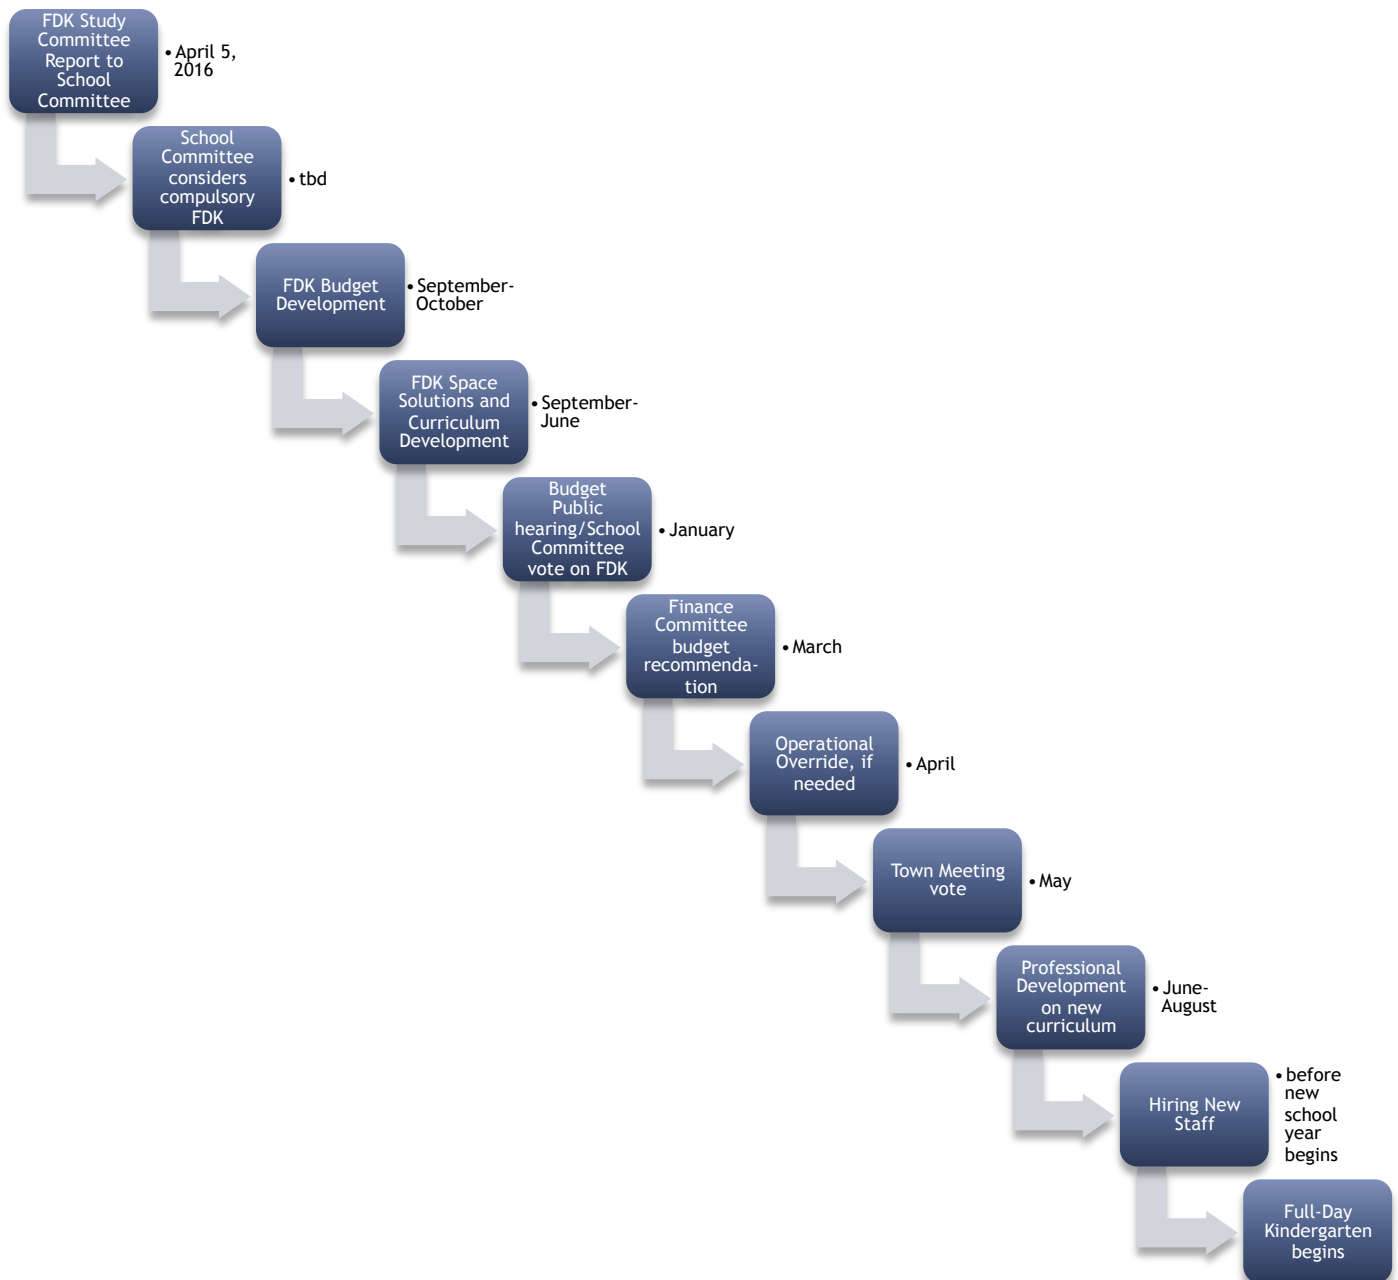 FDK Study
Committee
Report to
School
Committee
• April 5,
2016
School
Committee
considers
compulsory
FDK
• tbd
FDK Budget
Development
• September-
October
FDK Space
Solutions and
Curriculum
Development
• September-
June
Budget
Public
hearing/School
Committee
vote on FDK
• January
Finance
Committee
budget
recommenda-
tion
• March
Operational
Override, if
needed
• April
Town Meeting
vote
• May
Professional
Development
on new
curriculum
• June-
August
Hiring New
Staff
• before
new
school
year
begins
Full-Day
Kindergarten
begins